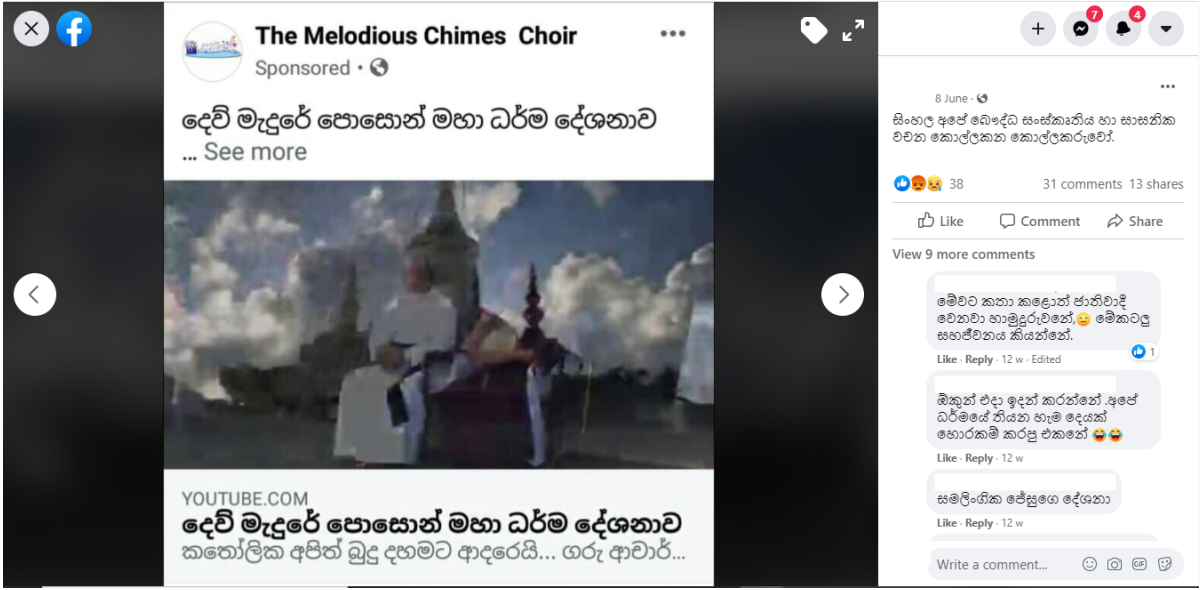 The Melodious Chimes Choir
Sponsored ·
දෙව් මැදුරේ පොසොන් මහා ධර්ම දේශනාව
... See more
YOUTUBE.COM
දෙව් මැදුරේ පොසොන් මහා ධර්ම දේශනාව
කතෝලික අපිත් බුදු දහමට ආදරෙයි... ගරු ආචාර්...
7
4
8 June ·
සිංහල අපේ බෞද්ධ සංස්කෘතිය හා සාසනික
වචන කොල්ලකන කොල්ලකරුවෝ.
38
31 comments 13 shares
Like Comment Share
View 9 more comments
මේවට කතා කළොත් ජාතිවාදී
වෙනවා හාමුදුරුවනේ,😑 මේකටලු
සහජීවනය කියන්නේ.
1
Like · Reply · 12 w · Edited
ඕකුන් එදා ඉදන් කරන්නේ .අපේ
ධර්මයේ තියන හැම දෙයක්
හොරකම් කරපු එකනේ 😂😂
Like · Reply · 12 w
සමලිංගික ජේසුගෙ දේශනා
Like · Reply · 12 w
Write a comment...
GIF